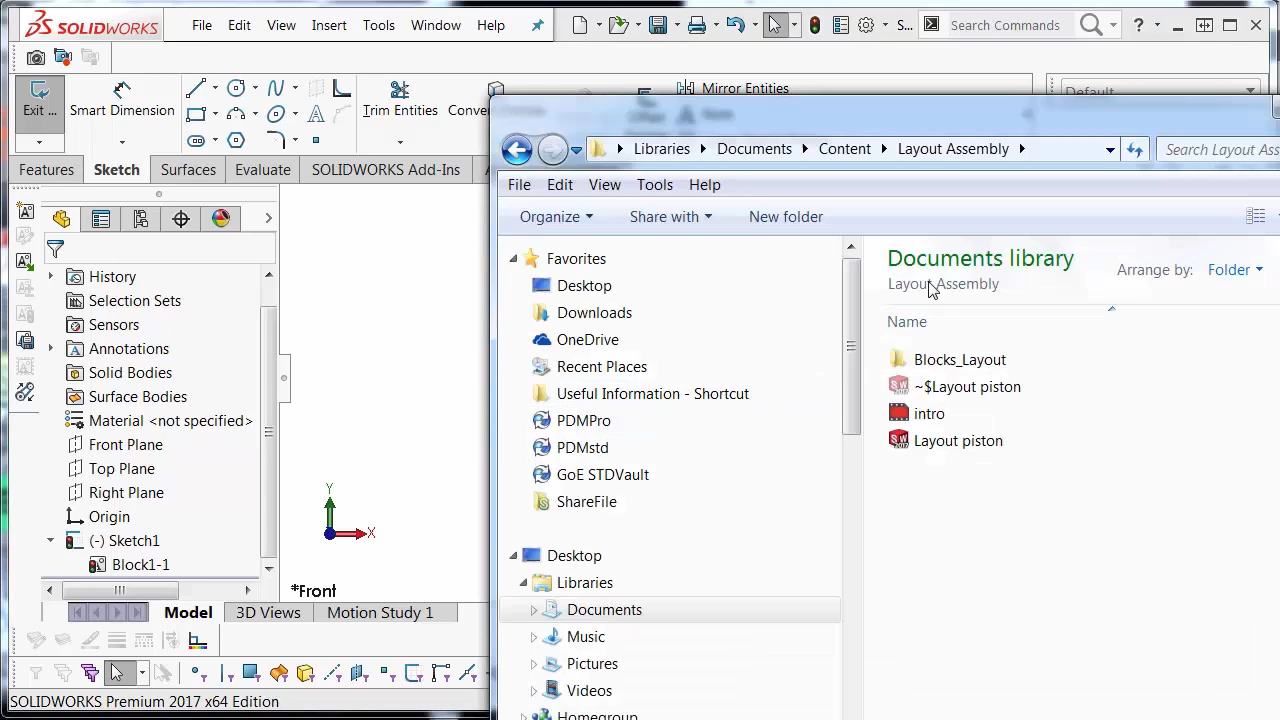 SOLIDWORKS
File Edit View Insert Tools Window Help
S...
Search Commands
?
Exit ...
Smart Dimension
Trim Entities
Mirror Entities
Default
Features
Sketch
Surfaces
Evaluate
SOLIDWORKS Add-Ins
History
Selection Sets
Sensors
Annotations
Solid Bodies
Surface Bodies
Material <not specified>
Front Plane
Top Plane
Right Plane
Origin
(-) Sketch1
Block1-1
Y
X
*Front
Model
3D Views
Motion Study 1
SOLIDWORKS Premium 2017 x64 Edition
Libraries
Documents
Content
Layout Assembly
Search Layout Ass
File Edit View Tools Help
Organize
Share with
New folder
Favorites
Desktop
Downloads
OneDrive
Recent Places
Useful Information - Shortcut
PDMPro
PDMstd
GoE STDVault
ShareFile
Desktop
Libraries
Documents
Music
Pictures
Videos
Homegroup
Documents library
Layout Assembly
Arrange by:
Folder
Name
Blocks_Layout
~$Layout piston
intro
Layout piston